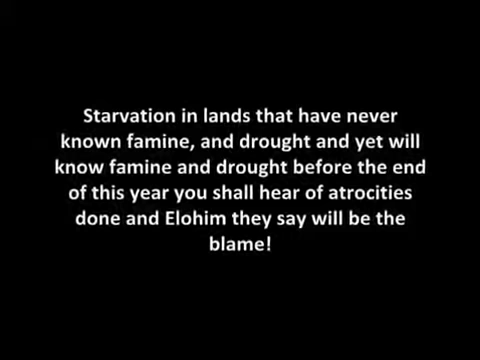 Starvation in lands that have never
known famine, and drought and yet will
know famine and drought before the end
of this year you shall hear of atrocities
done and Elohim they say will be the
blame!